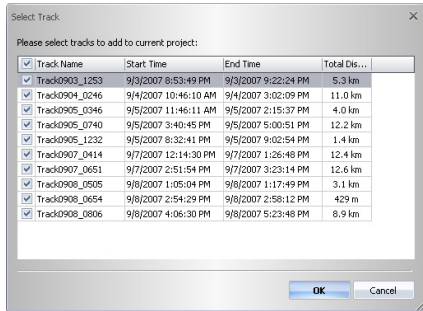 Select Track
Please select tracks to add to current project:
Track Name Start Time End Time Total Dis...
Track0903_1253 9/3/2007 8:53:49 PM 9/3/2007 9:22:24 PM 5.3 km
Track0904_0246 9/4/2007 10:46:10 AM 9/4/2007 3:02:09 PM 11.0 km
Track0905_0346 9/5/2007 11:46:11 AM 9/5/2007 2:15:37 PM 4.0 km
Track0905_0740 9/5/2007 3:40:45 PM 9/5/2007 5:00:51 PM 12.2 km
Track0905_1232 9/5/2007 8:32:41 PM 9/5/2007 9:02:54 PM 1.4 km
Track0907_0414 9/7/2007 12:14:30 PM 9/7/2007 1:26:48 PM 12.4 km
Track0907_0651 9/7/2007 2:51:54 PM 9/7/2007 3:23:14 PM 12.6 km
Track0908_0505 9/8/2007 1:05:04 PM 9/8/2007 1:17:49 PM 3.1 km
Track0908_0654 9/8/2007 2:54:29 PM 9/8/2007 2:58:12 PM 429 m
Track0908_0806 9/8/2007 4:06:30 PM 9/8/2007 5:23:48 PM 8.9 km
OK Cancel